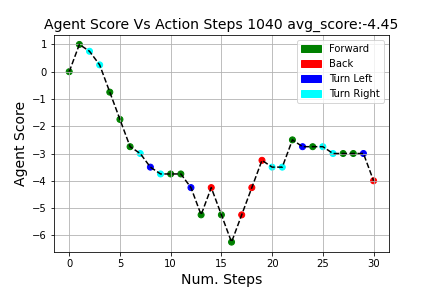 Agent Score Vs Action Steps 1040 avg_score:-4.45
Forward
Back
Turn Left
Turn Right
1
0
−1
−2
−3
−4
−5
−6
Agent Score
0 5 10 15 20 25 30
Num. Steps